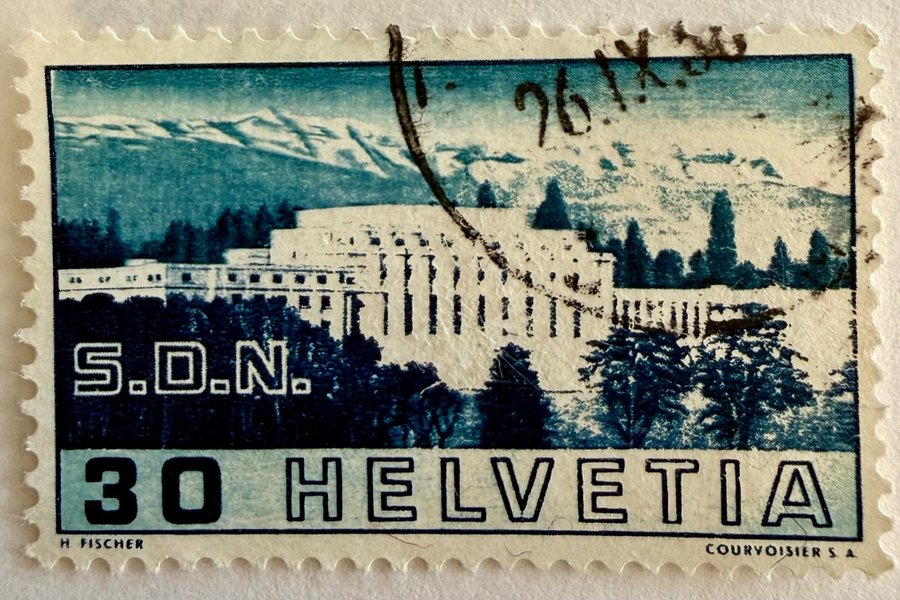 26.IX.38
S.D.N.
30 HELVETIA
H FISCHER
COURVOISIER S. A.